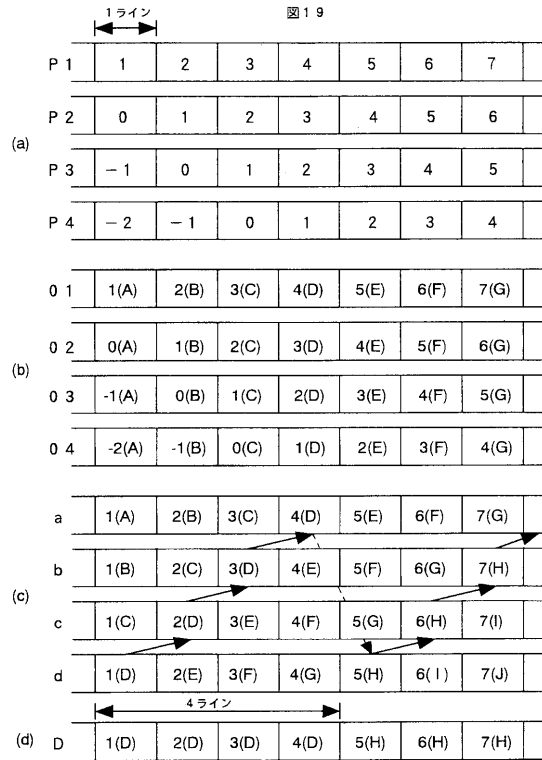 図19
1ライン
P1 1 2 3 4 5 6 7
P2 0 1 2 3 4 5 6
(a)
P3 -1 0 1 2 3 4 5
P4 -2 -1 0 1 2 3 4
01 1(A) 2(B) 3(C) 4(D) 5(E) 6(F) 7(G)
02 0(A) 1(B) 2(C) 3(D) 4(E) 5(F) 6(G)
(b)
03 -1(A) 0(B) 1(C) 2(D) 3(E) 4(F) 5(G)
04 -2(A) -1(B) 0(C) 1(D) 2(E) 3(F) 4(G)
a 1(A) 2(B) 3(C) 4(D) 5(E) 6(F) 7(G)
b 1(B) 2(C) 3(D) 4(E) 5(F) 6(G) 7(H)
(c)
c 1(C) 2(D) 3(E) 4(F) 5(G) 6(H) 7(I)
d 1(D) 2(E) 3(F) 4(G) 5(H) 6(I) 7(J)
4ライン
(d) D 1(D) 2(D) 3(D) 4(D) 5(H) 6(H) 7(H)